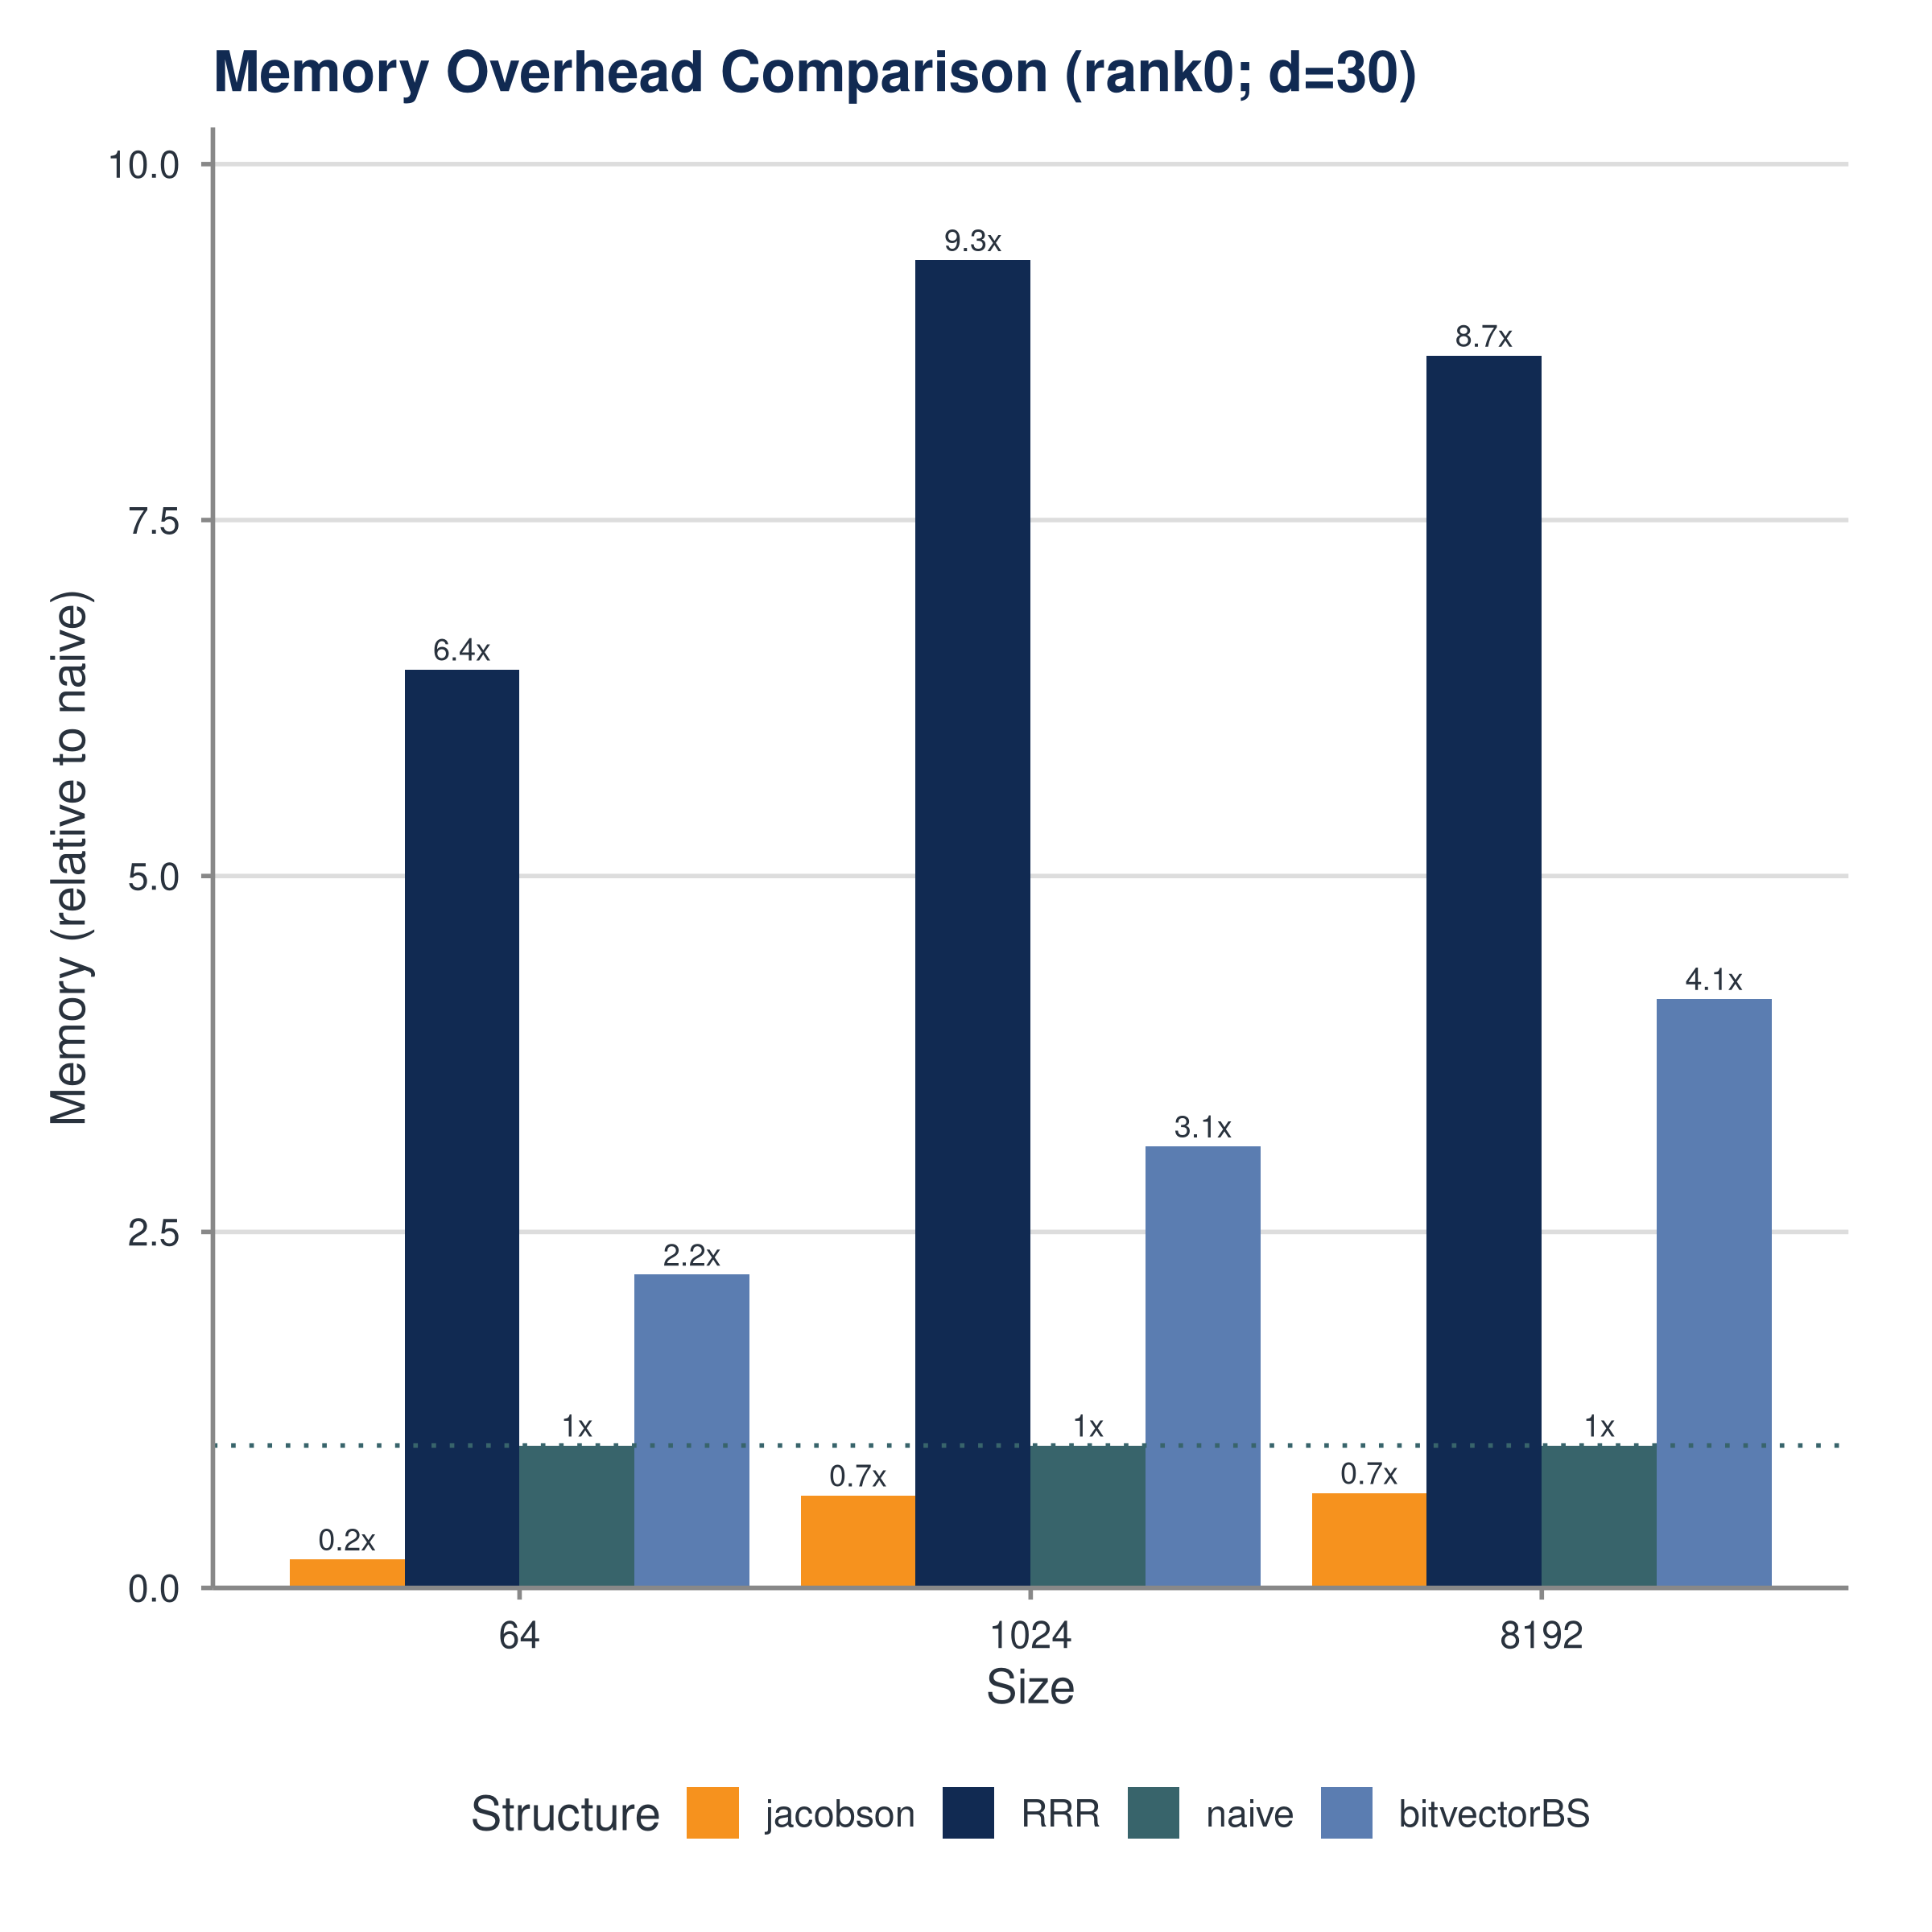 Memory Overhead Comparison (rank0; d=30)
Memory (relative to naive)
10.0
7.5
5.0
2.5
0.0
0.2x
6.4x
1x
2.2x
0.7x
9.3x
1x
3.1x
0.7x
8.7x
1x
4.1x
64
1024
8192
Size
Structure jacobson RRR naive bitvectorBS